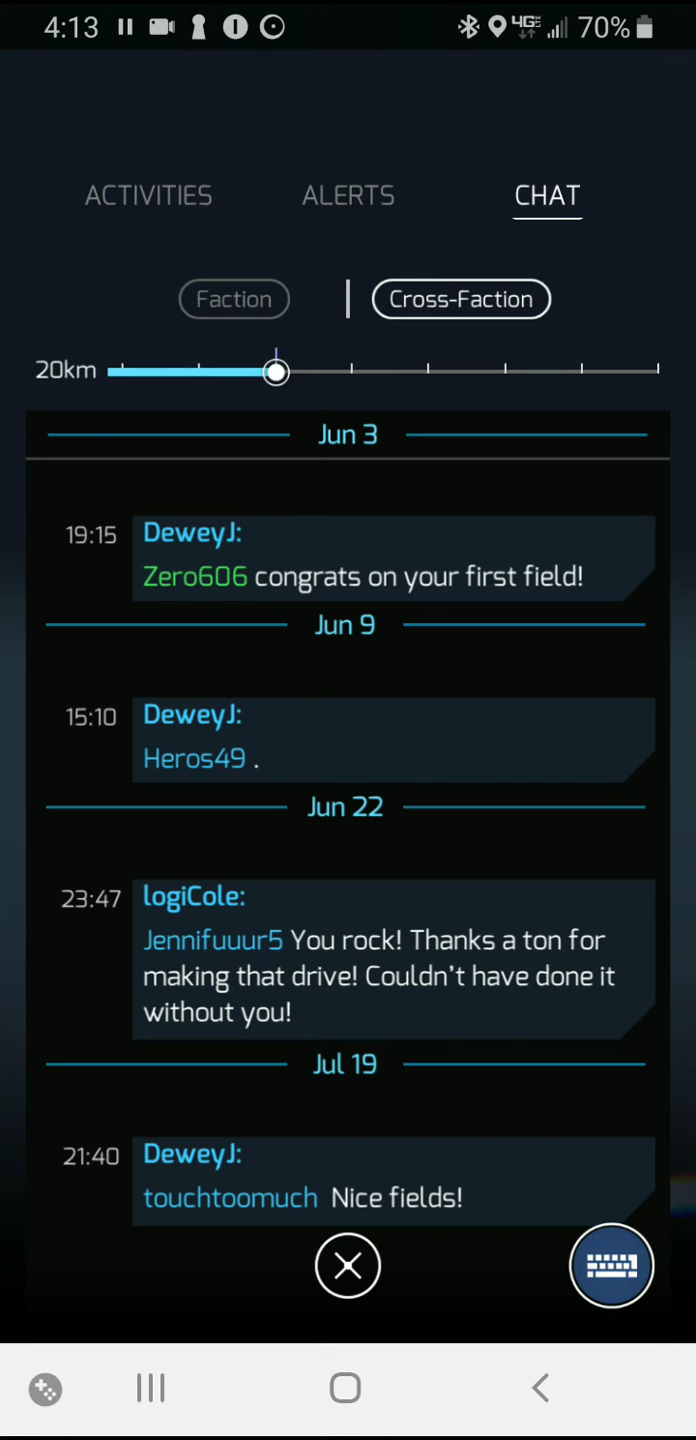 4:13 4GE 70%
ACTIVITIES ALERTS CHAT
Faction Cross-Faction
20km
Jun 3
19:15 DeweyJ:
Zero606 congrats on your first field!
Jun 9
15:10 DeweyJ:
Heros49 .
Jun 22
23:47 logiCole:
Jennifuuur5 You rock! Thanks a ton for
making that drive! Couldn't have done it
without you!
Jul 19
21:40 DeweyJ:
touchtoomuch Nice fields!